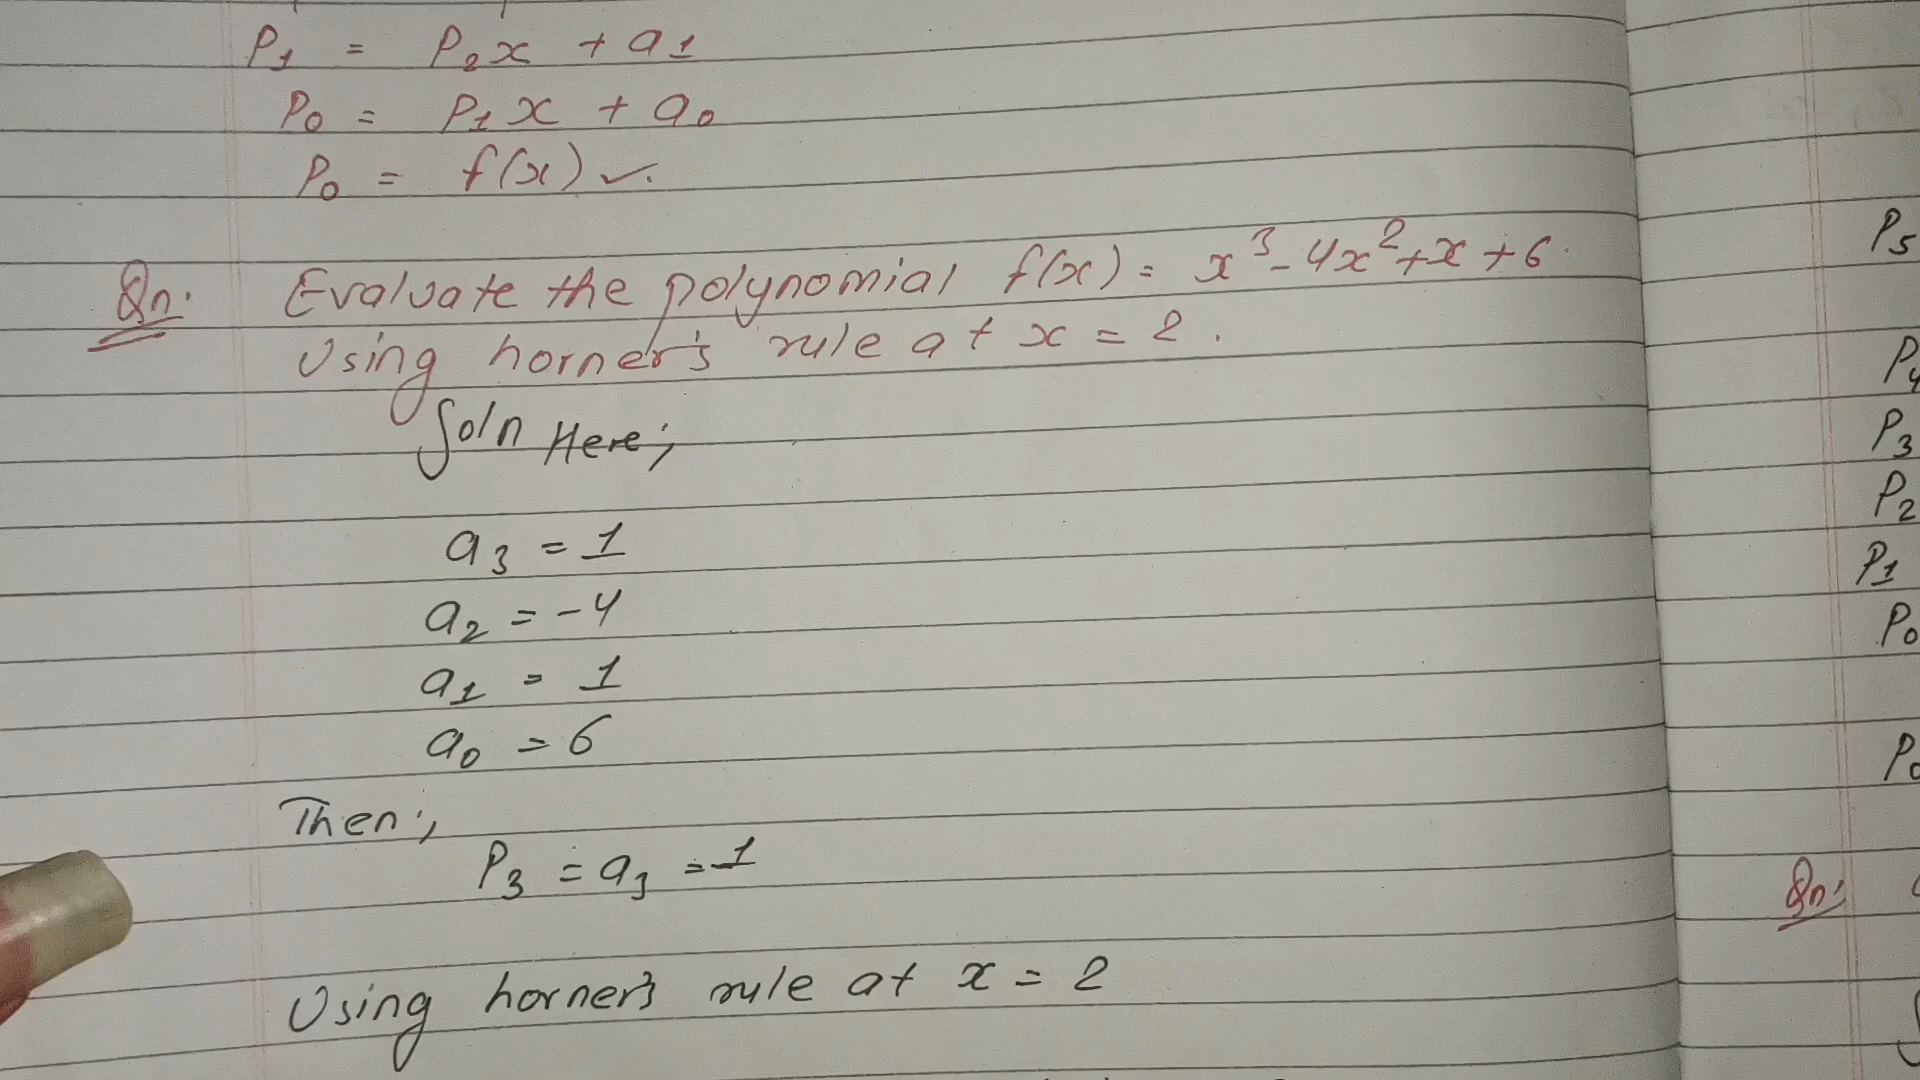 P₁ = P₂x + a₁
P₀ = P₁x + a₀
P₀ = f(x) ✓.
Qn: Evaluate the polynomial f(x) = x³ - 4x² + x + 6.
Using horner's rule at x = 2.
Soln Here;
a₃ = 1
a₂ = -4
a₁ = 1
a₀ = 6
Then;
P₃ = a₃ = 1
Using horner's rule at x = 2
P₅
P₄
P₃
P₂
P₁
P₀
P₀
Qn: